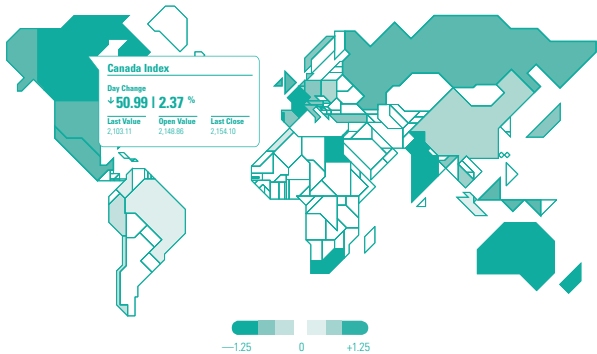 Canada Index
Day Change
↓50.99 | 2.37 %
Last Value Open Value Last Close
2,103.11 2,148.86 2,154.10
—1.25 0 +1.25